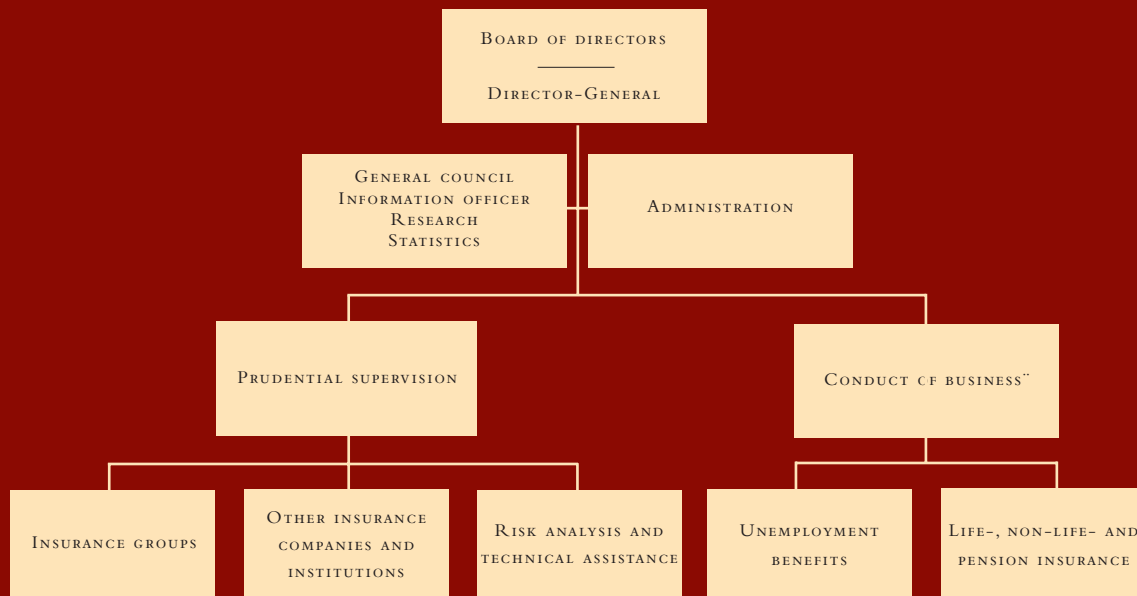 Board of directors
Director-General
General council
Information officer
Research
Statistics
Administration
Prudential supervision
Conduct of business¨
Insurance groups
Other insurance
companies and
institutions
Risk analysis and
technical assistance
Unemployment
benefits
Life-, non-life- and
pension insurance